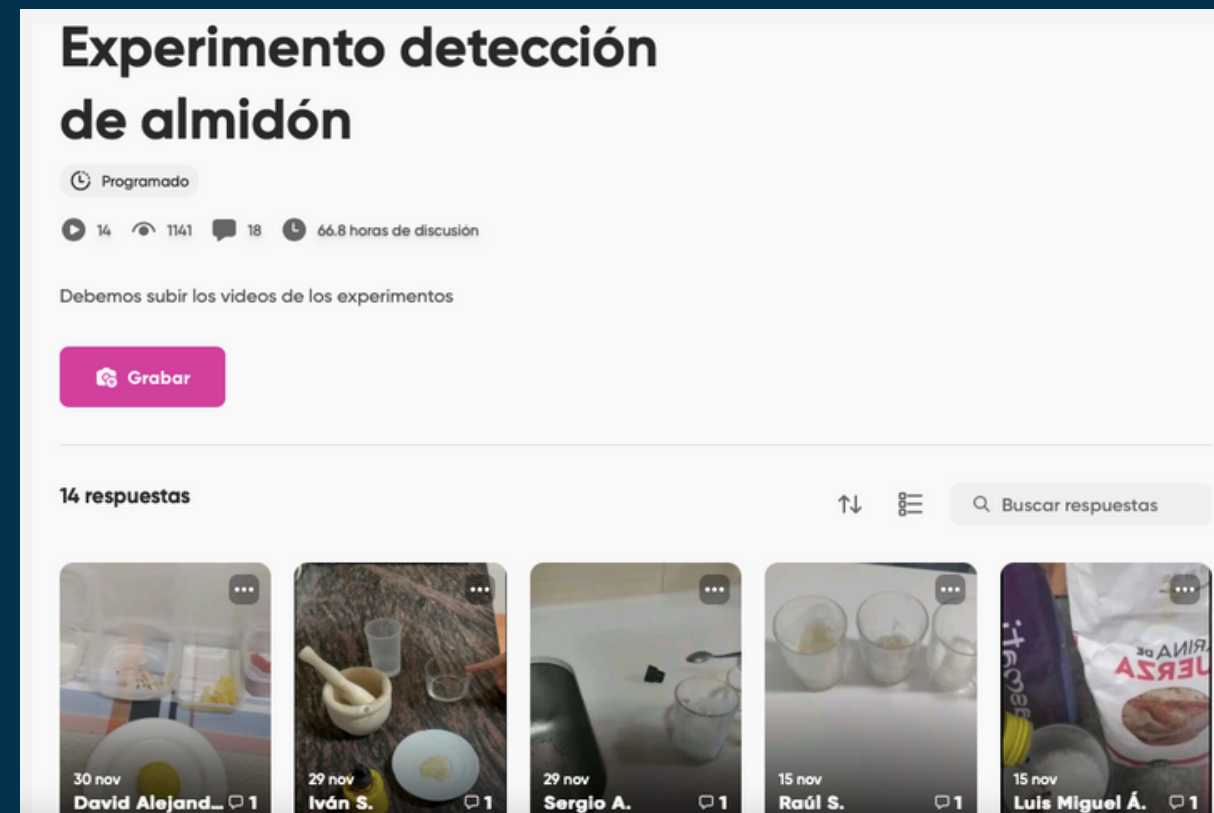 Experimento detección
de almidón
Programado
14 1141 18 66.8 horas de discusión
Debemos subir los videos de los experimentos
Grabar
14 respuestas
Buscar respuestas
30 nov
David Alejand... 1
29 nov
Iván S. 1
29 nov
Sergio A. 1
15 nov
Raúl S. 1
15 nov
Luis Miguel Á. 1